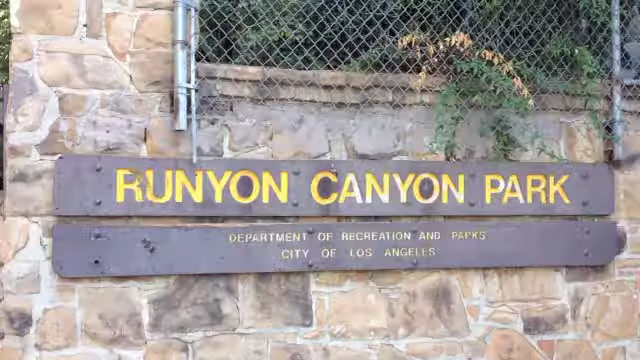 RUNYON CANYON PARK
DEPARTMENT OF RECREATION AND PARKS
CITY OF LOS ANGELES